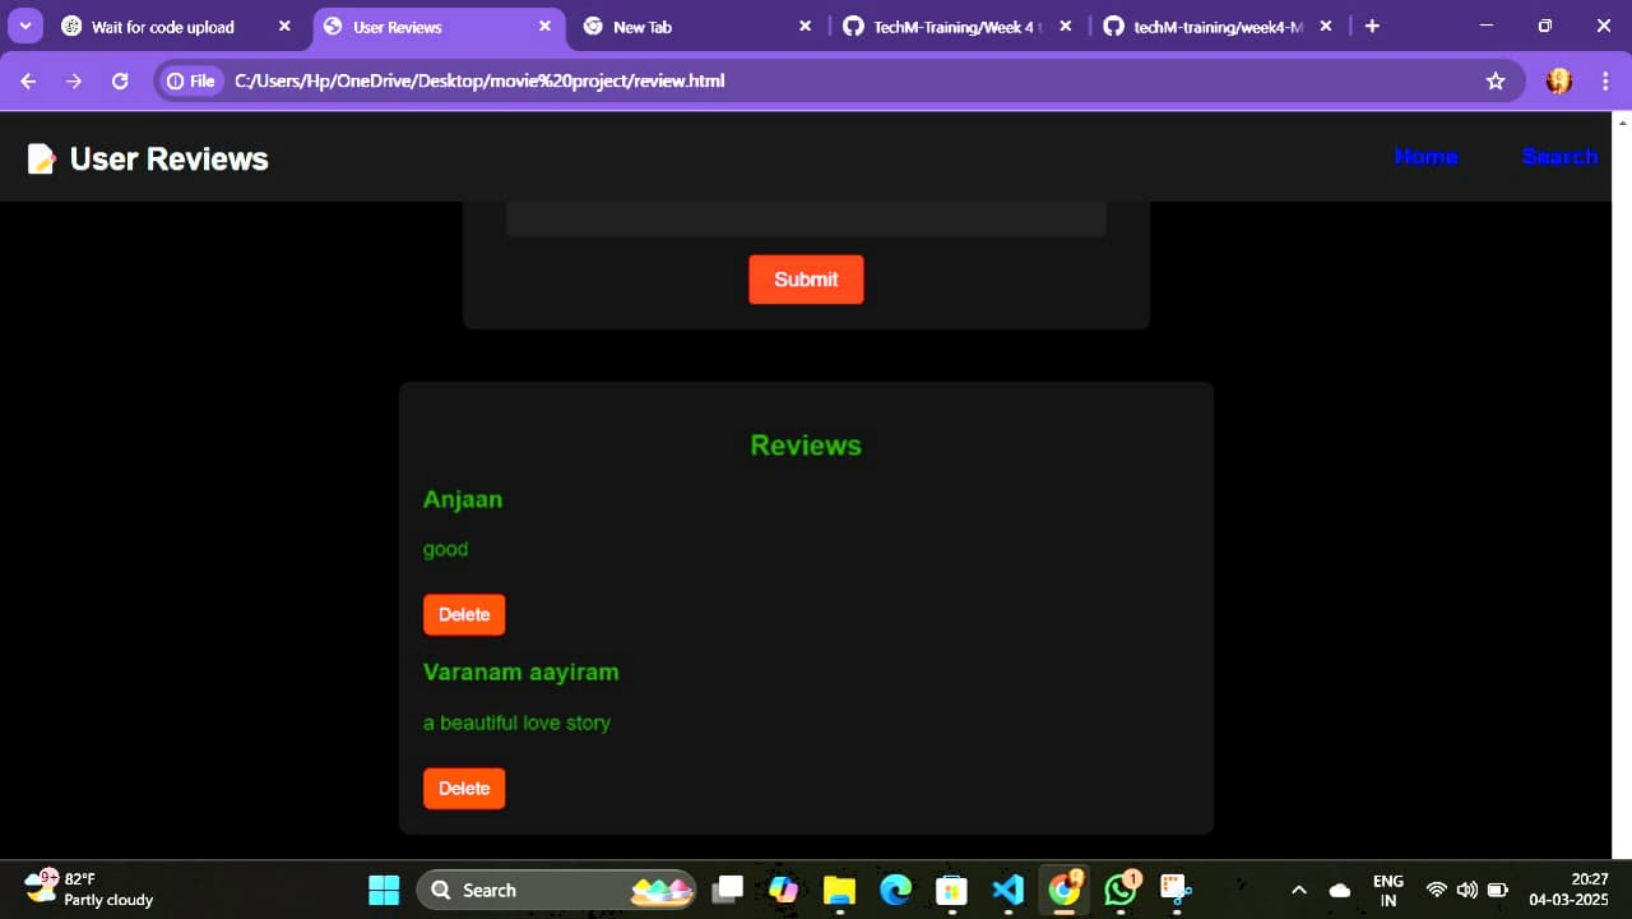 Wait for code upload
User Reviews
New Tab
TechM-Training/Week 4 t
techM-training/week4-M
File
C:/Users/Hp/OneDrive/Desktop/movie%20project/review.html
User Reviews
Home
Search
Submit
Reviews
Anjaan
good
Delete
Varanam aayiram
a beautiful love story
Delete
9+
82°F
Partly cloudy
Search
1
ENG
IN
20:27
04-03-2025